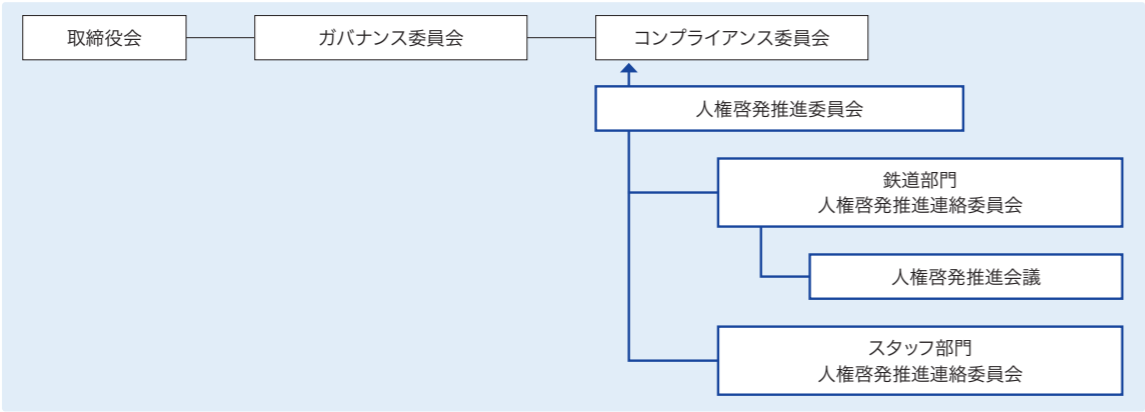 取締役会
ガバナンス委員会
コンプライアンス委員会
人権啓発推進委員会
鉄道部門
人権啓発推進連絡委員会
人権啓発推進会議
スタッフ部門
人権啓発推進連絡委員会